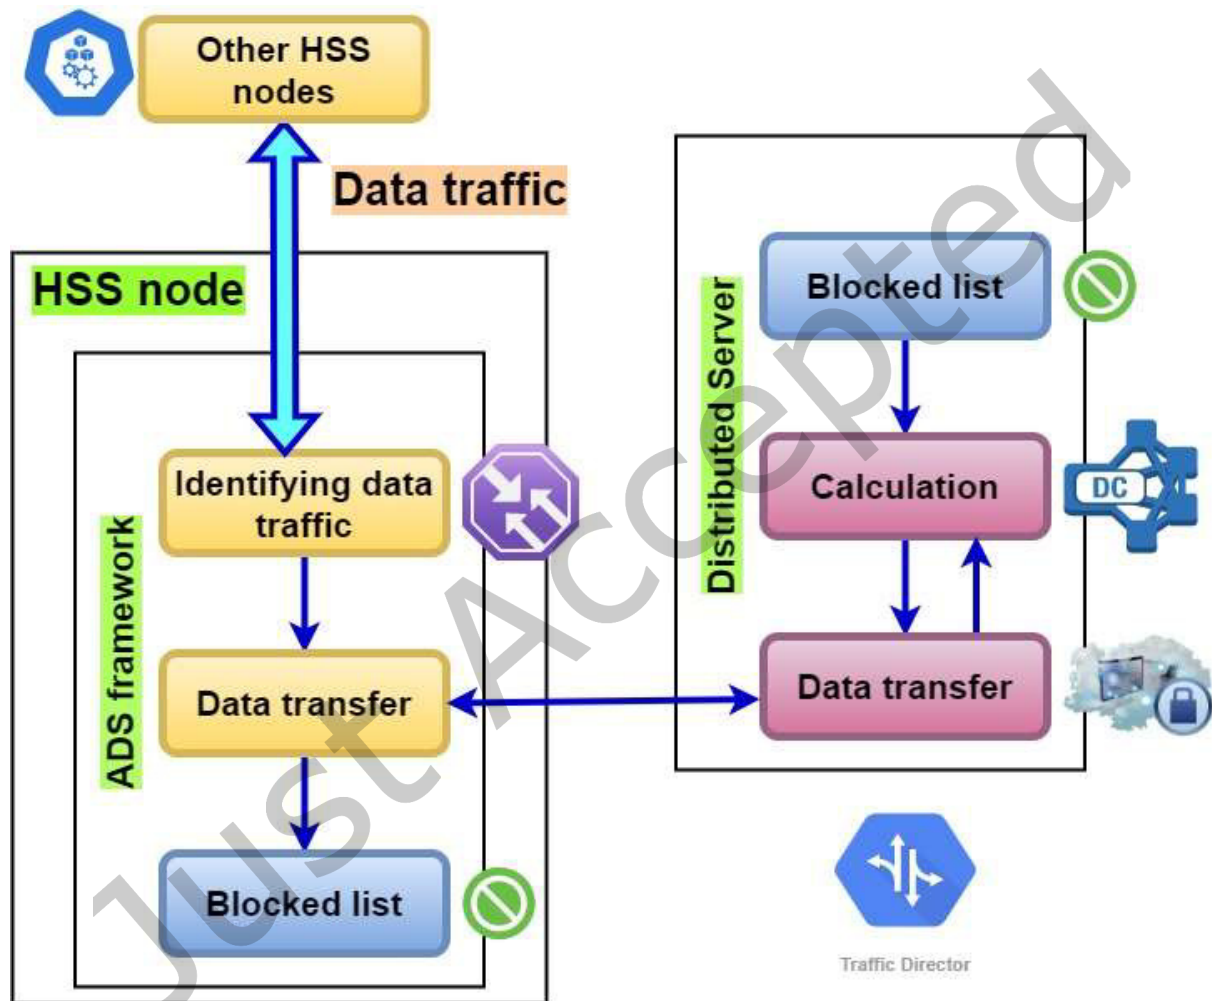 Other HSS
nodes
Data traffic
HSS node
Identifying data
traffic
ADS framework
Data transfer
Blocked list
Distributed Server
Blocked list
Calculation
DC
Data transfer
Traffic Director
Just Accepted